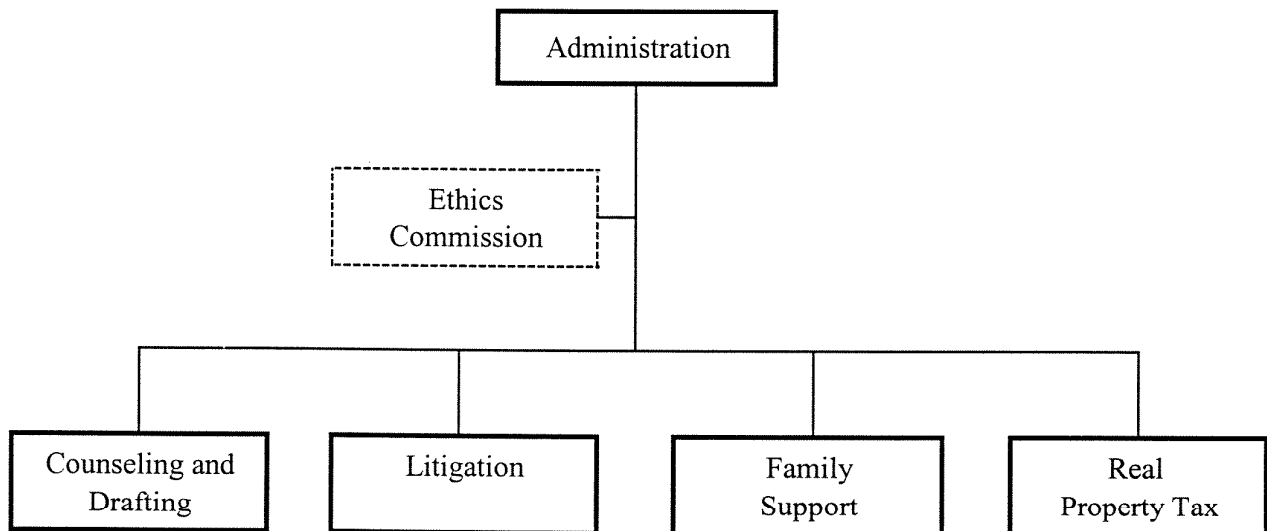 Administration
Ethics
Commission
Counseling and
Drafting
Litigation
Family
Support
Real
Property Tax